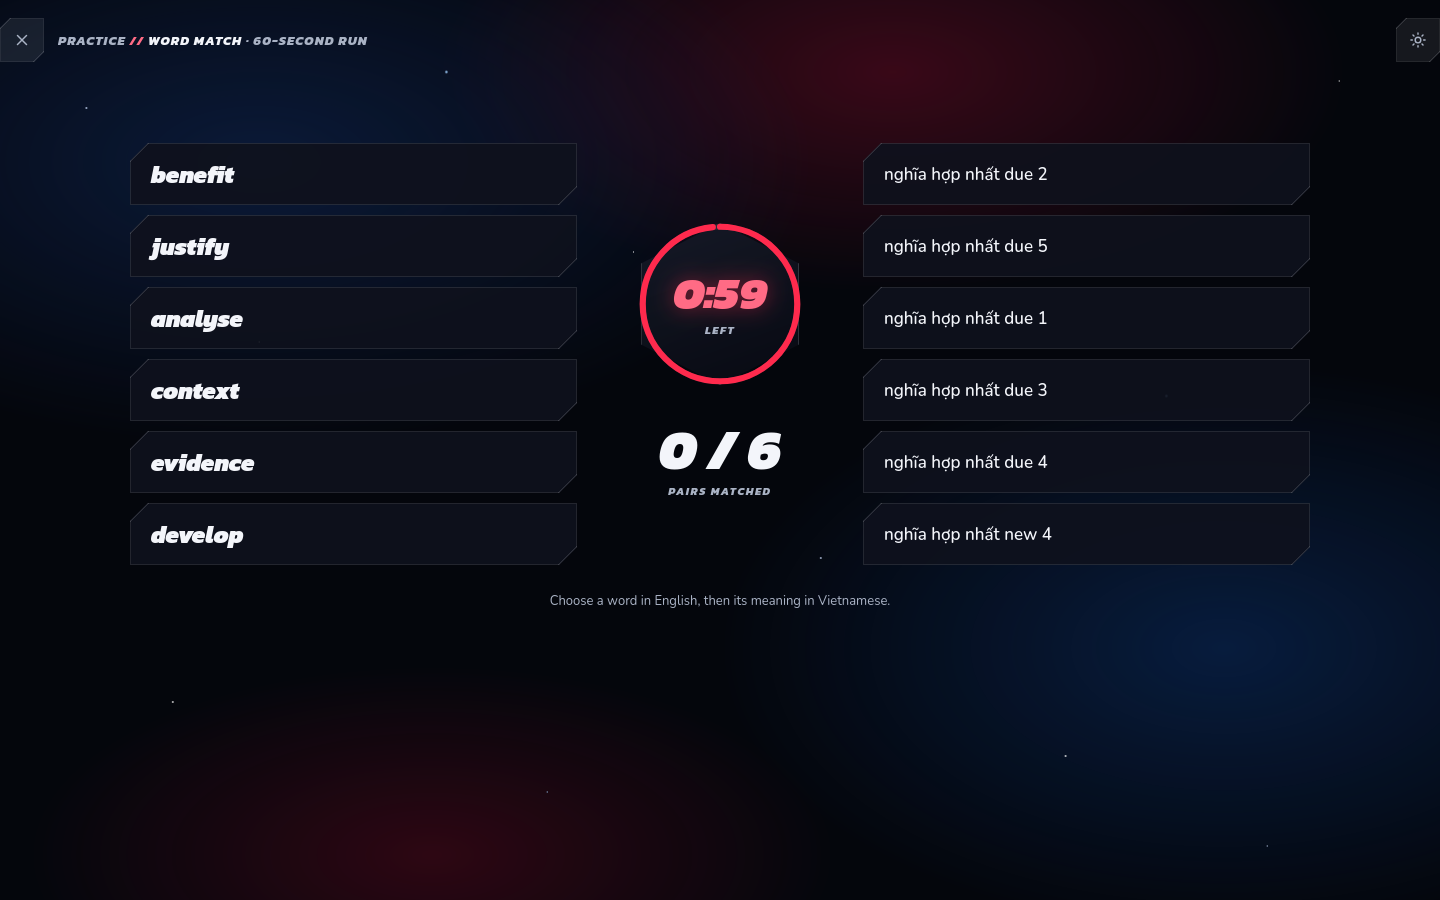 PRACTICE // WORD MATCH · 60-SECOND RUN
benefit
justify
analyse
context
evidence
develop
0:59
LEFT
0 / 6
PAIRS MATCHED
nghĩa hợp nhất due 2
nghĩa hợp nhất due 5
nghĩa hợp nhất due 1
nghĩa hợp nhất due 3
nghĩa hợp nhất due 4
nghĩa hợp nhất new 4
Choose a word in English, then its meaning in Vietnamese.